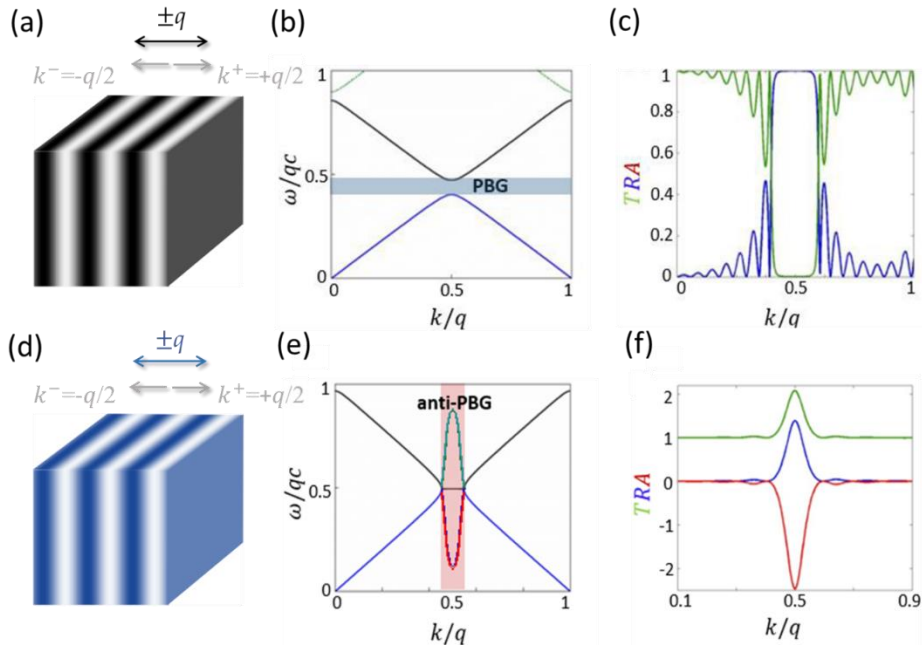 (a)
±q
k⁻=-q/2
k⁺=+q/2
(b)
1
0.5
0
ω/qc
PBG
0
0.5
1
k/q
(c)
1
0.8
0.6
0.4
0.2
0
TRA
0
0.5
1
k/q
(d)
±q
k⁻=-q/2
k⁺=+q/2
(e)
1
0.5
0
ω/qc
anti-PBG
0
0.5
1
k/q
(f)
2
1
0
-1
-2
TRA
0.1
0.5
0.9
k/q